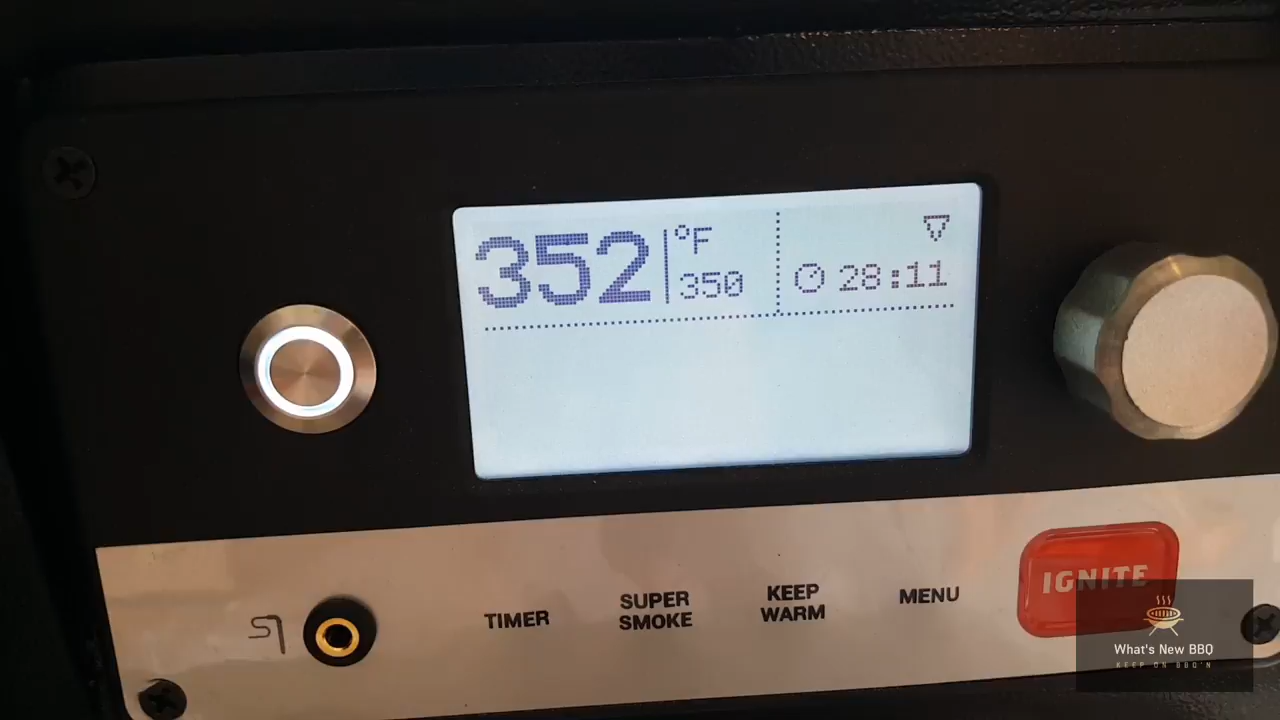 352 °F
350
28:11
TIMER
SUPER
SMOKE
KEEP
WARM
MENU
IGNITE
What's New BBQ
KEEP ON BBQ'N